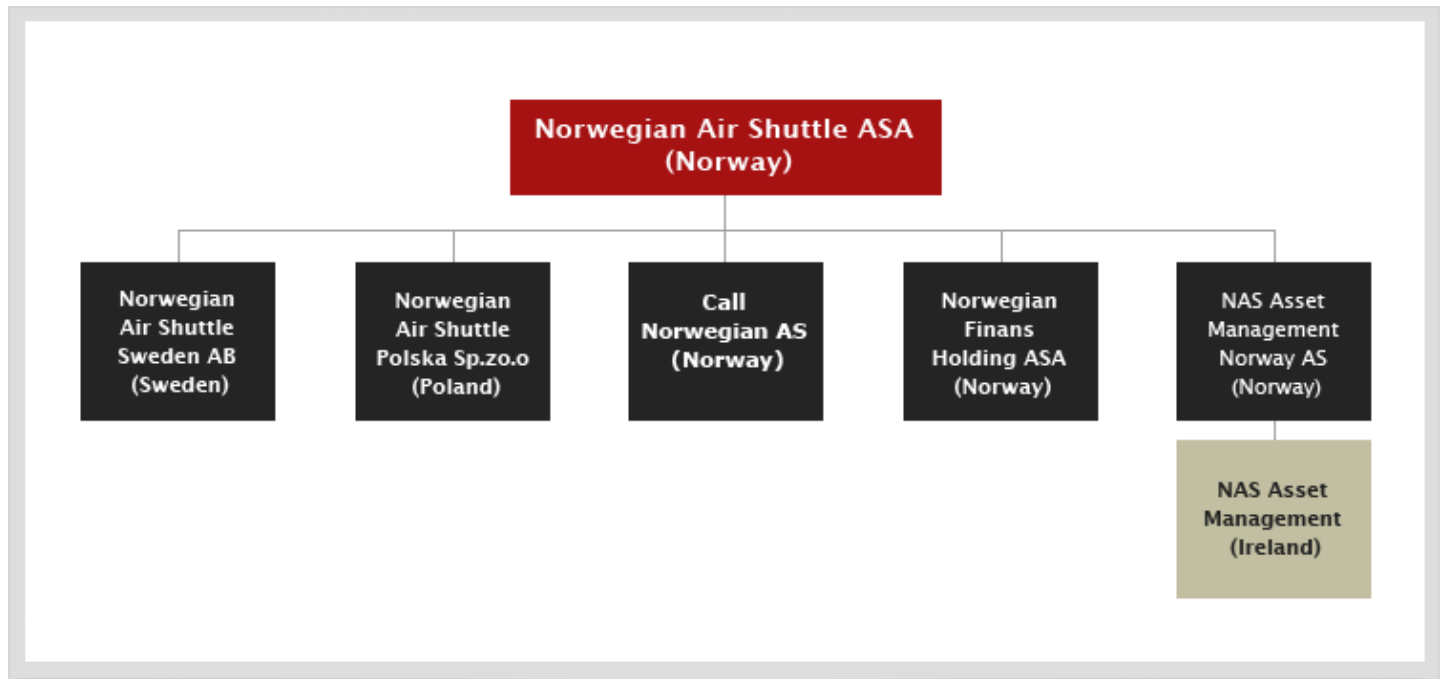 Norwegian Air Shuttle ASA
(Norway)
Norwegian
Air Shuttle
Sweden AB
(Sweden)
Norwegian
Air Shuttle
Polska Sp.zo.o
(Poland)
Call
Norwegian AS
(Norway)
Norwegian
Finans
Holding ASA
(Norway)
NAS Asset
Management
Norway AS
(Norway)
NAS Asset
Management
(Ireland)